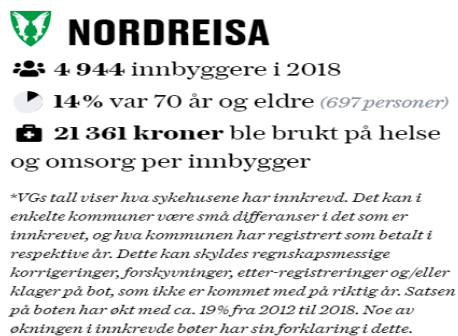 NORDREISA
4 944 innbyggere i 2018
14% var 70 år og eldre (697 personer)
21 361 kroner ble brukt på helse
og omsorg per innbygger
*VGs tall viser hva sykehusene har innkrevd. Det kan i
enkelte kommuner være små differanser i det som er
innkrevet, og hva kommunen har registrert som betalt i
respektive år. Dette kan skyldes regnskapsmessige
korrigeringer, forskyvninger, etter-registreringer og/eller
klager på bot, som ikke er kommet med på riktig år. Satsen
på boten har økt med ca. 19% fra 2012 til 2018. Noe av
økningen i innkrevde bøter har sin forklaring i dette.